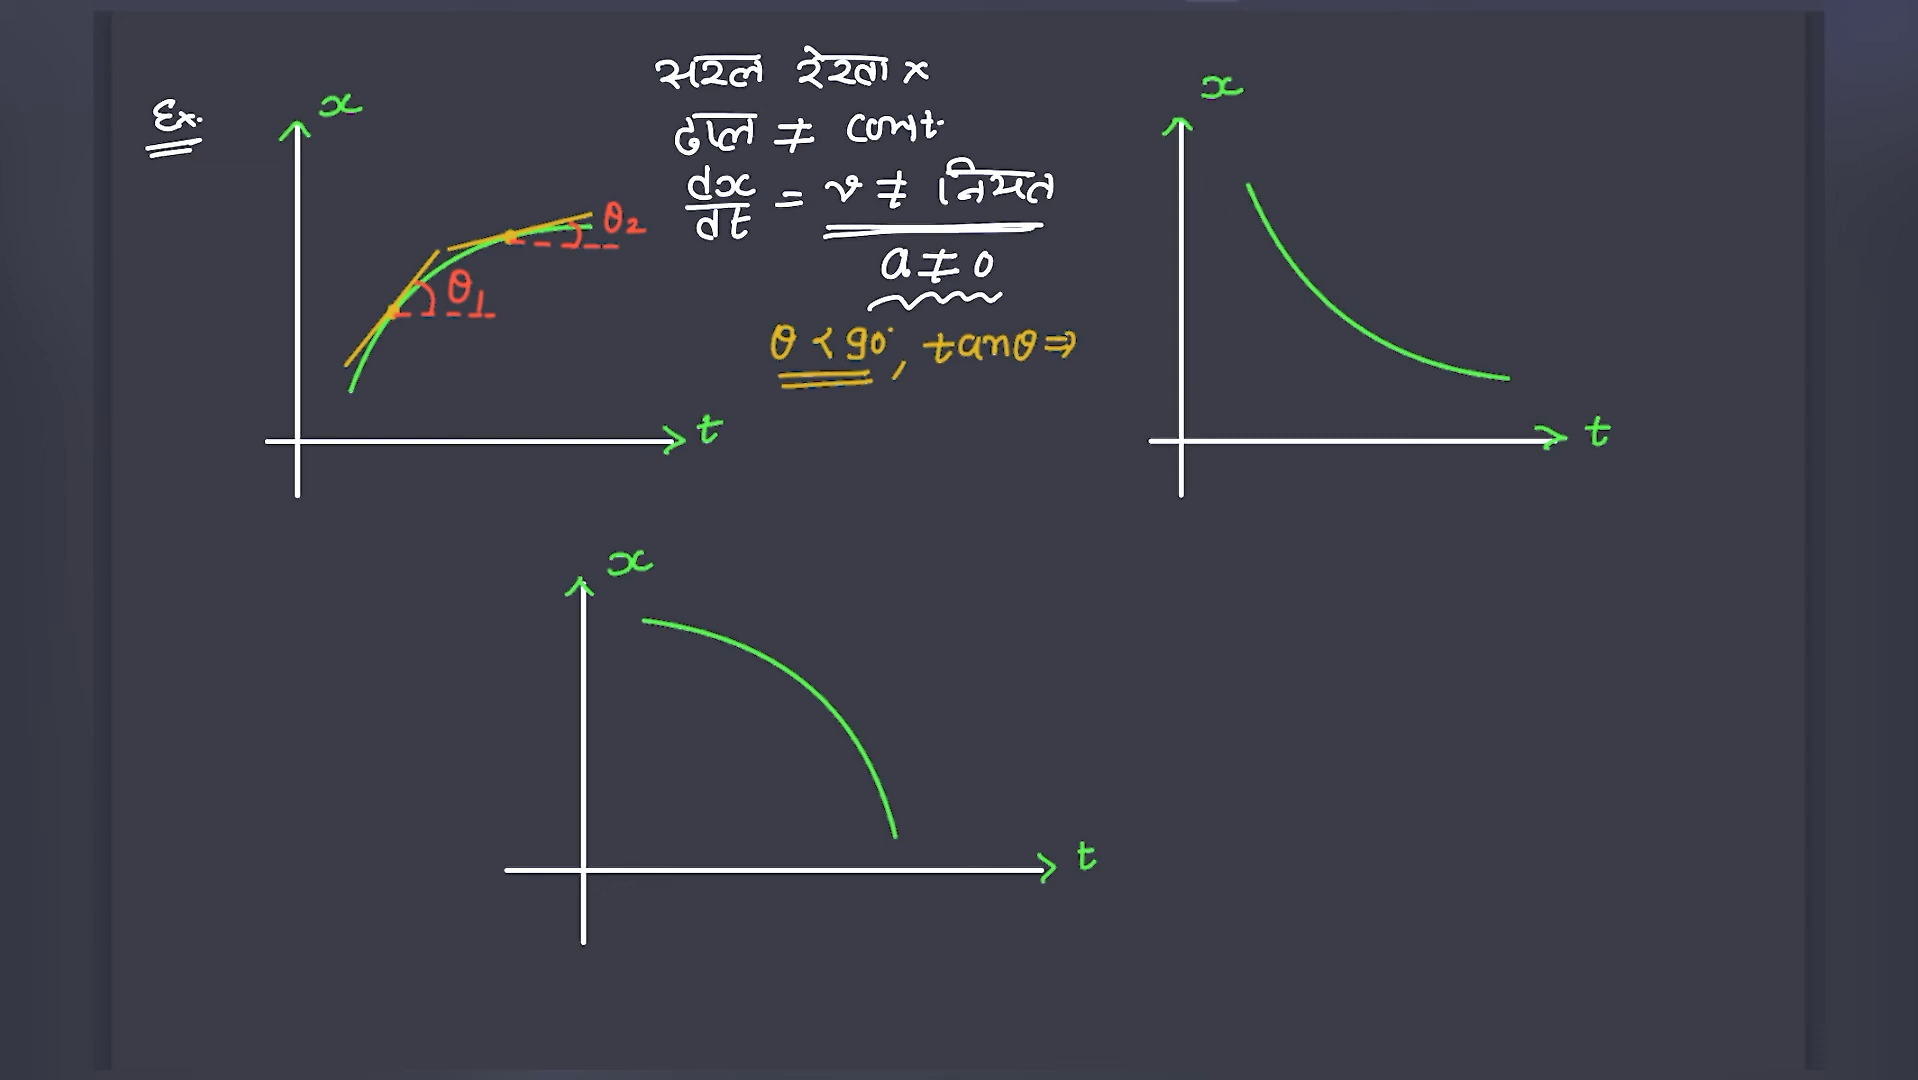 Ex.
x
सरल रेखा ×
ढाल ≠ const.
dx/dt = v ≠ नियत
a ≠ 0
θ < 90°, tanθ ⇒
θ₂
θ₁
t
x
t
x
t